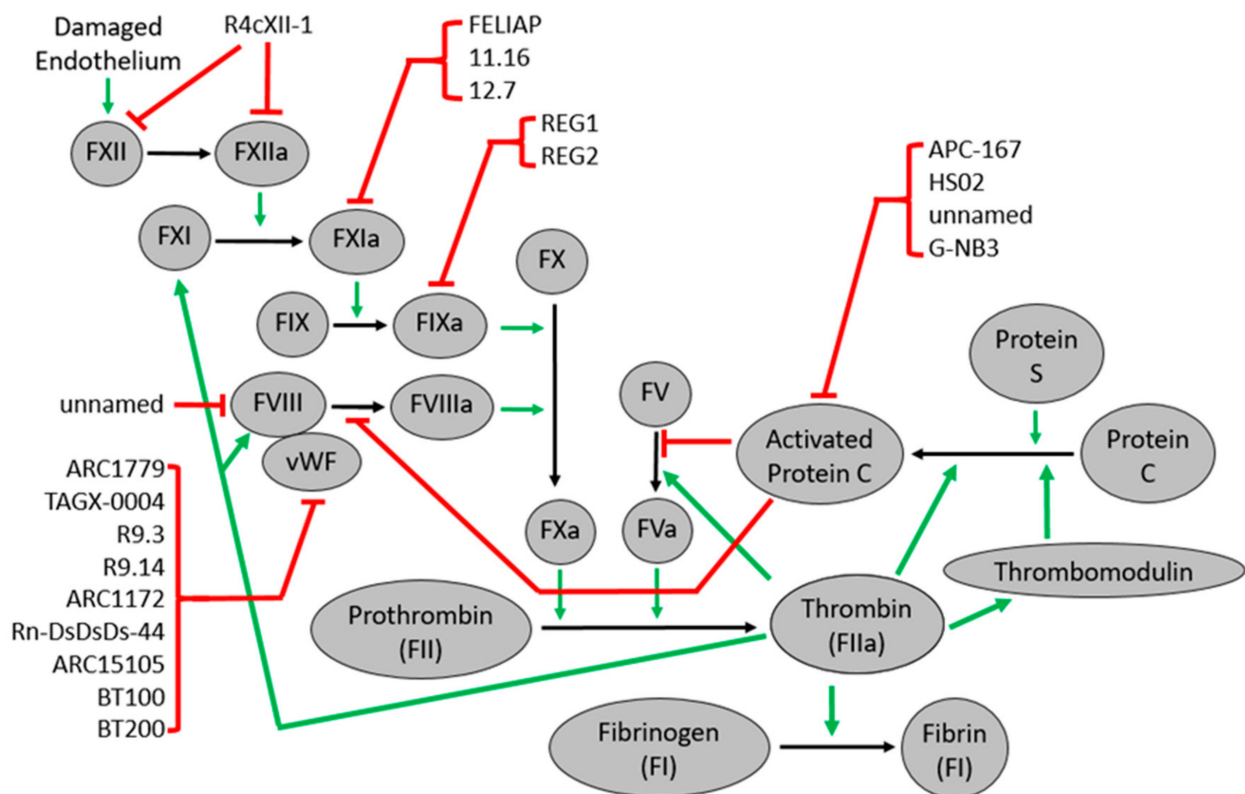 Damaged
Endothelium
R4cXII-1
FELIAP
11.16
12.7
REG1
REG2
APC-167
HS02
unnamed
G-NB3
FXII
FXIIa
FXI
FXIa
FX
FIX
FIXa
Protein
S
unnamed
FVIII
FVIIIa
FV
Activated
Protein C
Protein
C
vWF
ARC1779
TAGX-0004
R9.3
R9.14
ARC1172
Rn-DsDsDs-44
ARC15105
BT100
BT200
FXa
FVa
Thrombomodulin
Prothrombin
(FII)
Thrombin
(FIIa)
Fibrinogen
(FI)
Fibrin
(FI)